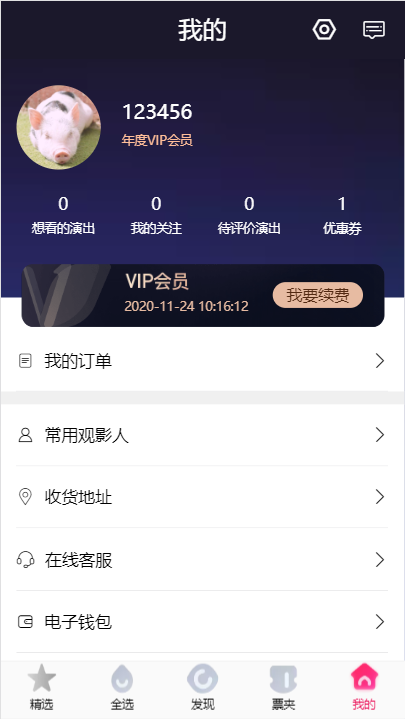 我的
123456
年度VIP会员
0 0 0 1
想看的演出 我的关注 待评价演出 优惠券
VIP会员
2020-11-24 10:16:12 我要续费
我的订单
常用观影人
收货地址
在线客服
电子钱包
精选 全选 发现 票夹 我的